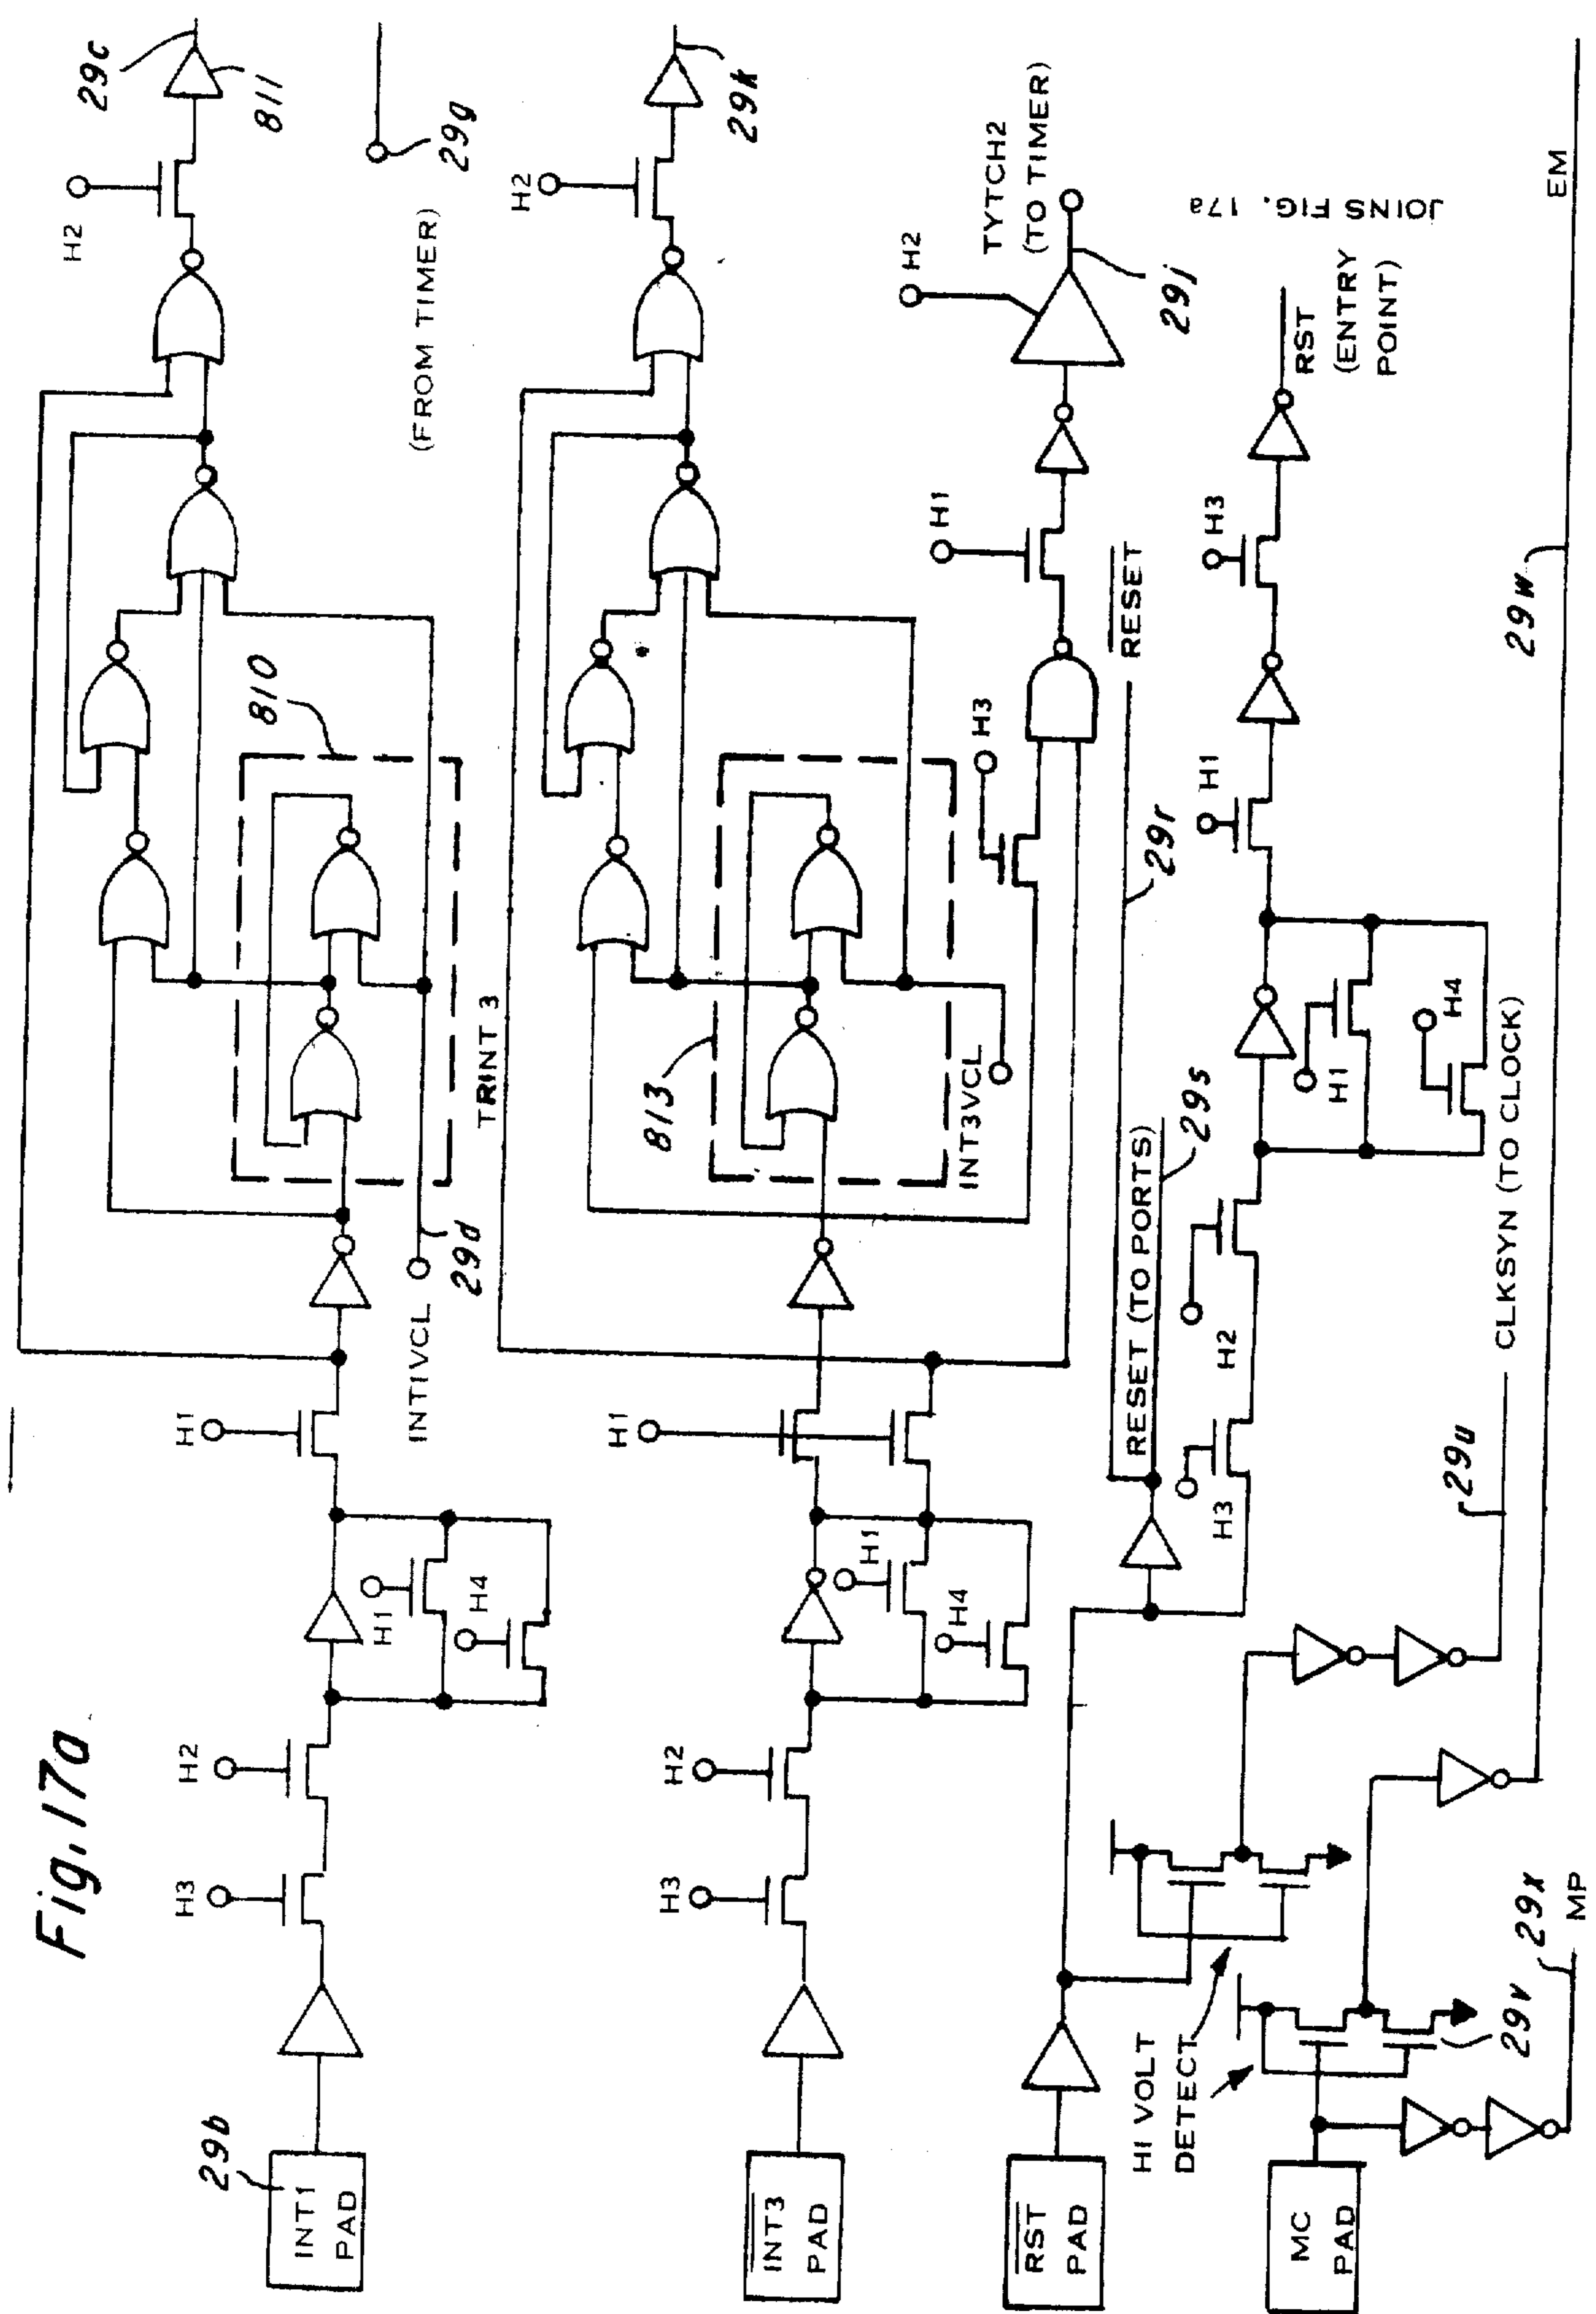 Fig. 17a
29b
INT1
PAD
H3
H2
H1
H4
H1
INT1VCL
29d
810
H2
811
29c
29g
(FROM TIMER)
TRINT 3
INT3
PAD
H3
H2
H1
H4
H1
813
INT3VCL
H3
H2
29k
H1
H2
TYTCH2
(TO TIMER)
29j
RST
PAD
HI VOLT
DETECT
RESET (TO PORTS)
29s
29r
RESET
H3
H2
H1
H4
H1
H3
RST
(ENTRY
POINT)
JOINS FIG. 17a
29u
CLKSYN (TO CLOCK)
MC
PAD
29v
29x
MP
29w
EM